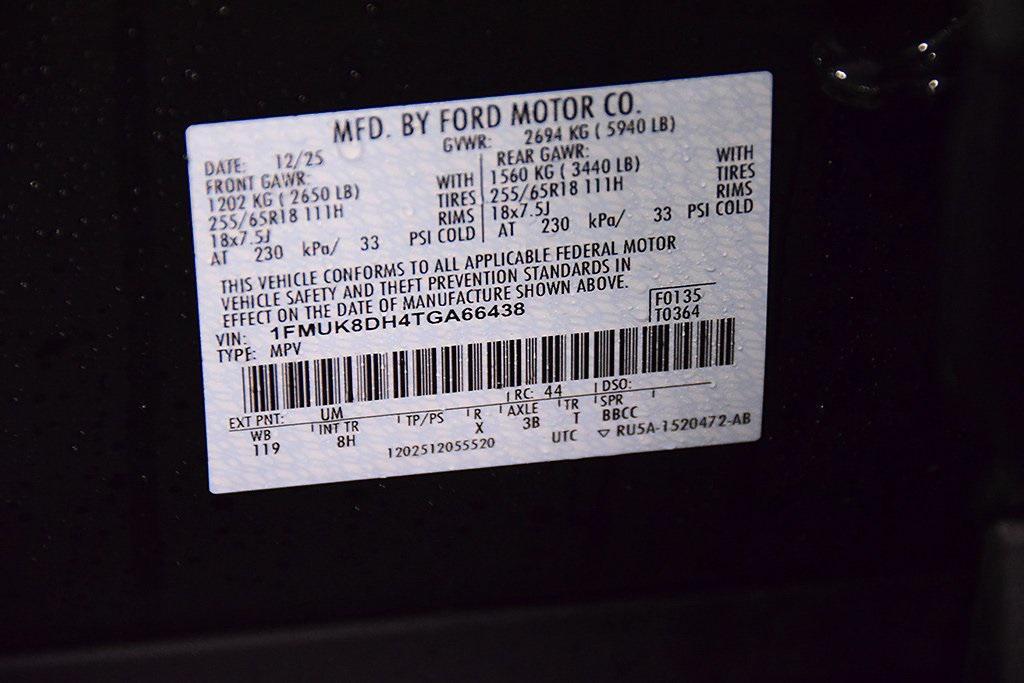 MFD. BY FORD MOTOR CO.
DATE: 12/25 GVWR: 2694 KG ( 5940 LB)
FRONT GAWR: REAR GAWR:
1202 KG ( 2650 LB) WITH 1560 KG ( 3440 LB) WITH
255/65R18 111H TIRES 255/65R18 111H TIRES
18x7.5J RIMS 18x7.5J RIMS
AT 230 kPa/ 33 PSI COLD AT 230 kPa/ 33 PSI COLD
THIS VEHICLE CONFORMS TO ALL APPLICABLE FEDERAL MOTOR
VEHICLE SAFETY AND THEFT PREVENTION STANDARDS IN
EFFECT ON THE DATE OF MANUFACTURE SHOWN ABOVE.
VIN: 1FMUK8DH4TGA66438 F0135
TYPE: MPV T0364
EXT PNT: UM RC: 44 DSO:
WB INT TR TP/PS R AXLE TR SPR
119 8H X 3B T BBCC
1202512055520 UTC ▽ RU5A-1520472-AB